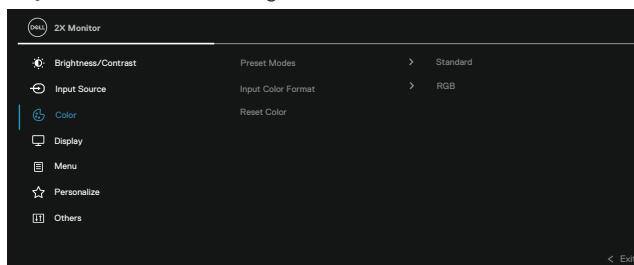 DELL 2X Monitor
Brightness/Contrast Preset Modes > Standard
Input Source Input Color Format > RGB
Color Reset Color
Display
Menu
Personalize
Others
< Exit